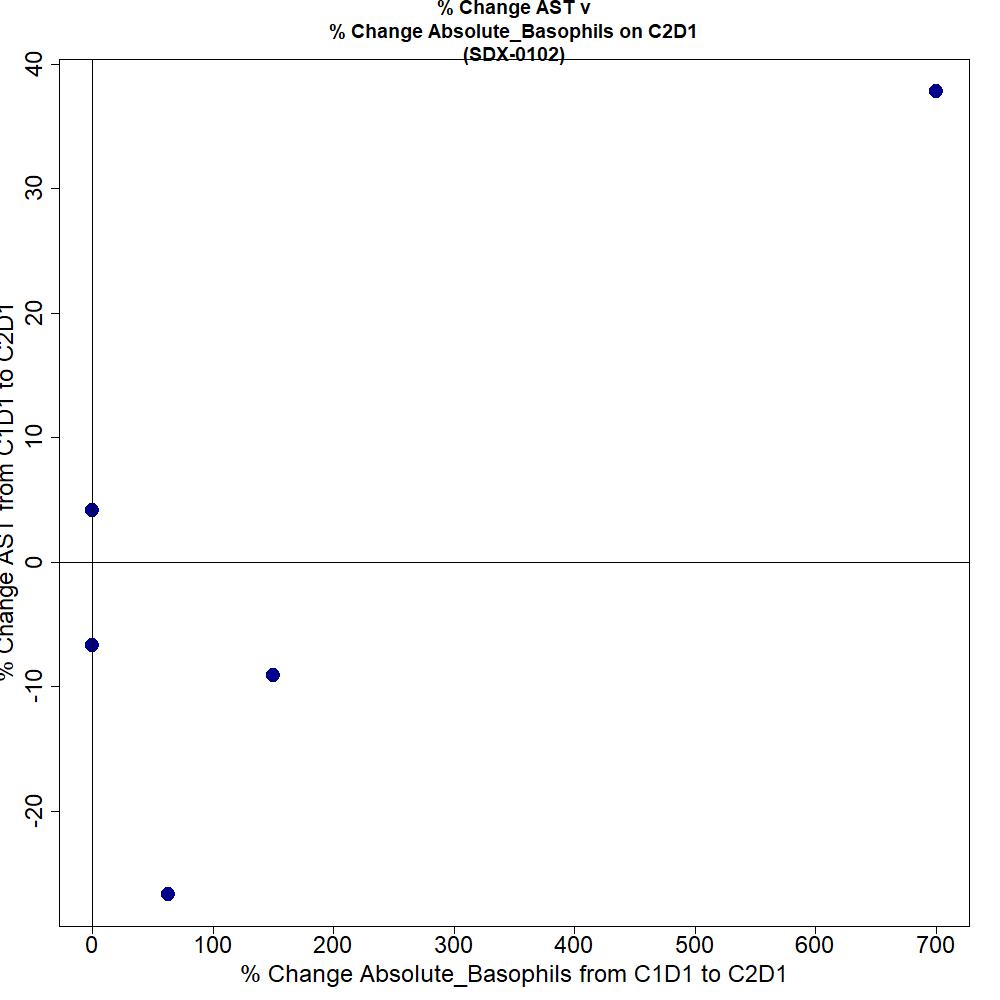 % Change AST v
% Change Absolute_Basophils on C2D1
(SDX-0102)
40
30
20
10
0
-10
-20
% Change AST from C1D1 to C2D1
0 100 200 300 400 500 600 700
% Change Absolute_Basophils from C1D1 to C2D1